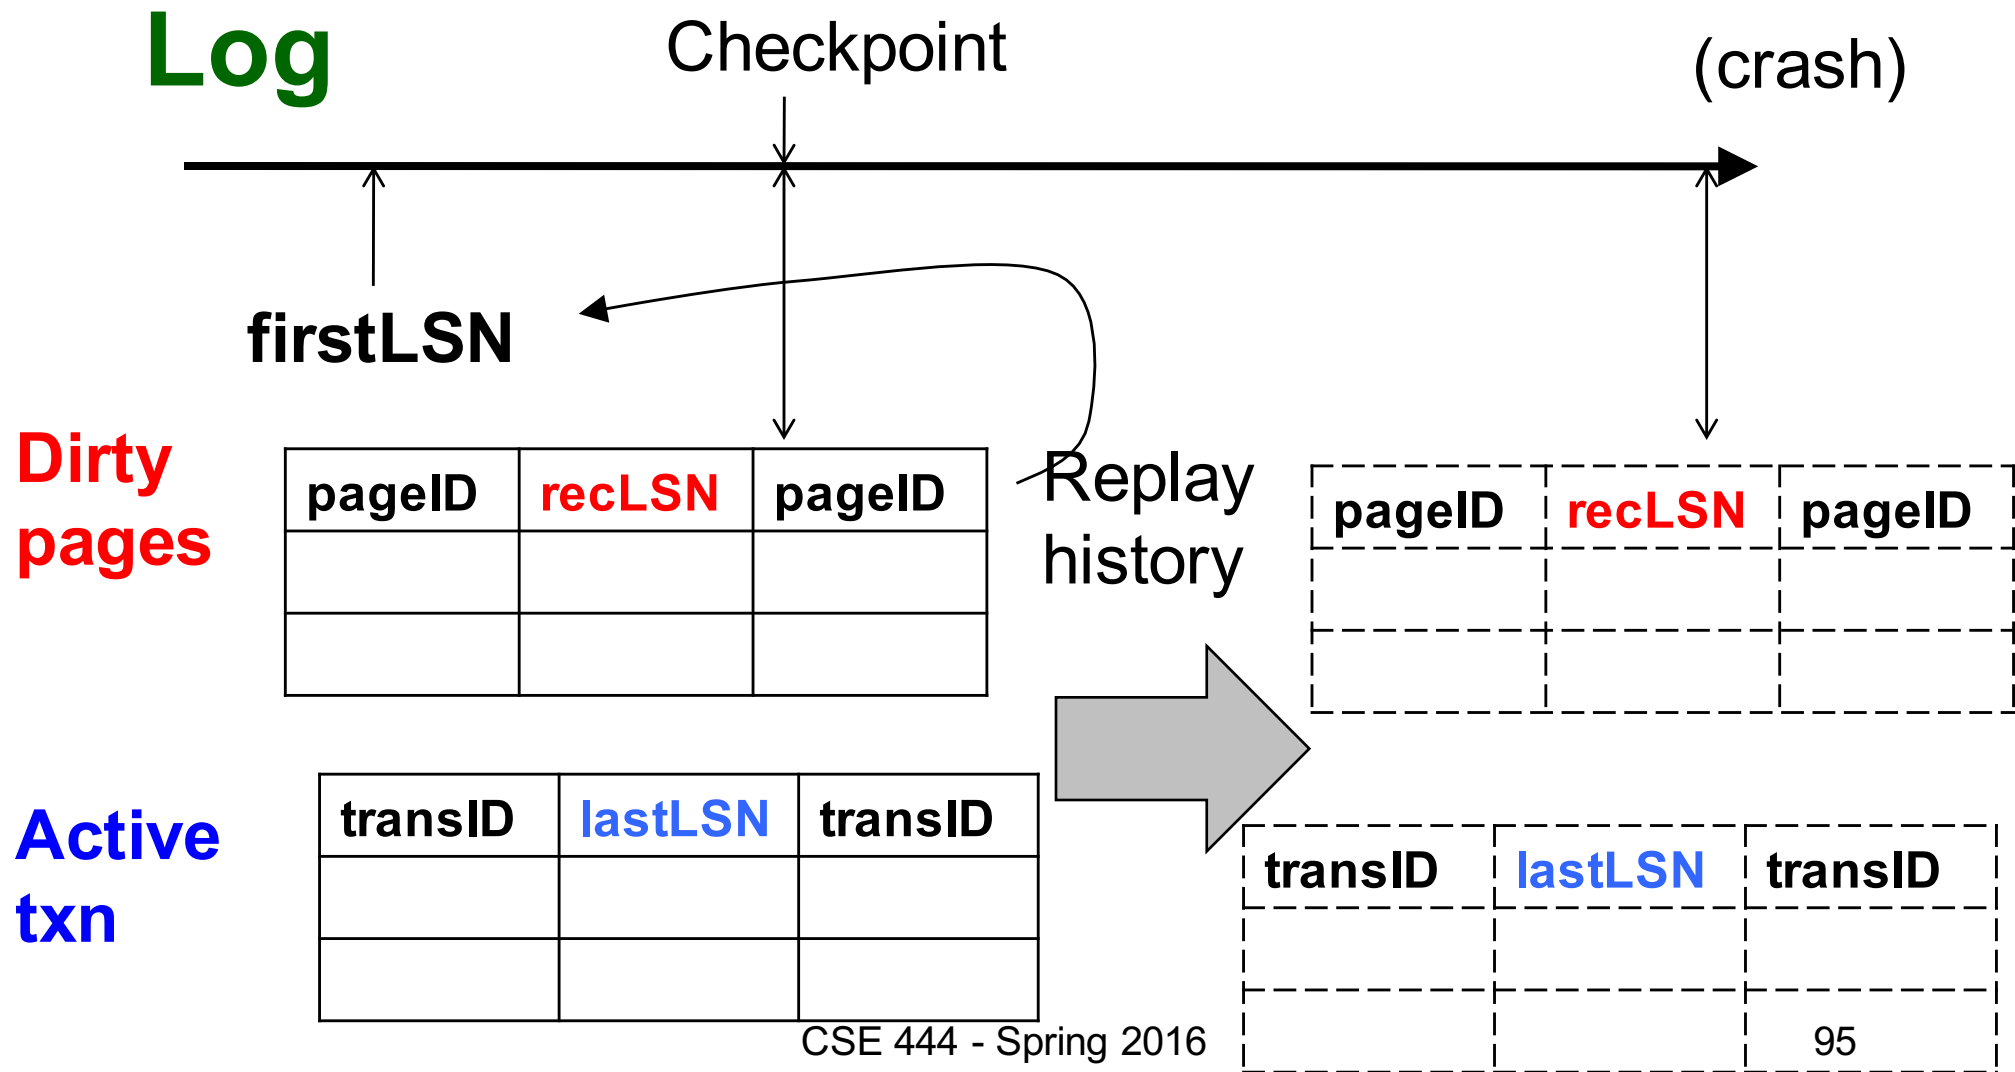 Log
Checkpoint
(crash)
firstLSN
Dirty
pages
pageID recLSN pageID
Replay
history
pageID recLSN pageID
Active
txn
transID lastLSN transID
transID lastLSN transID
CSE 444 - Spring 2016
95